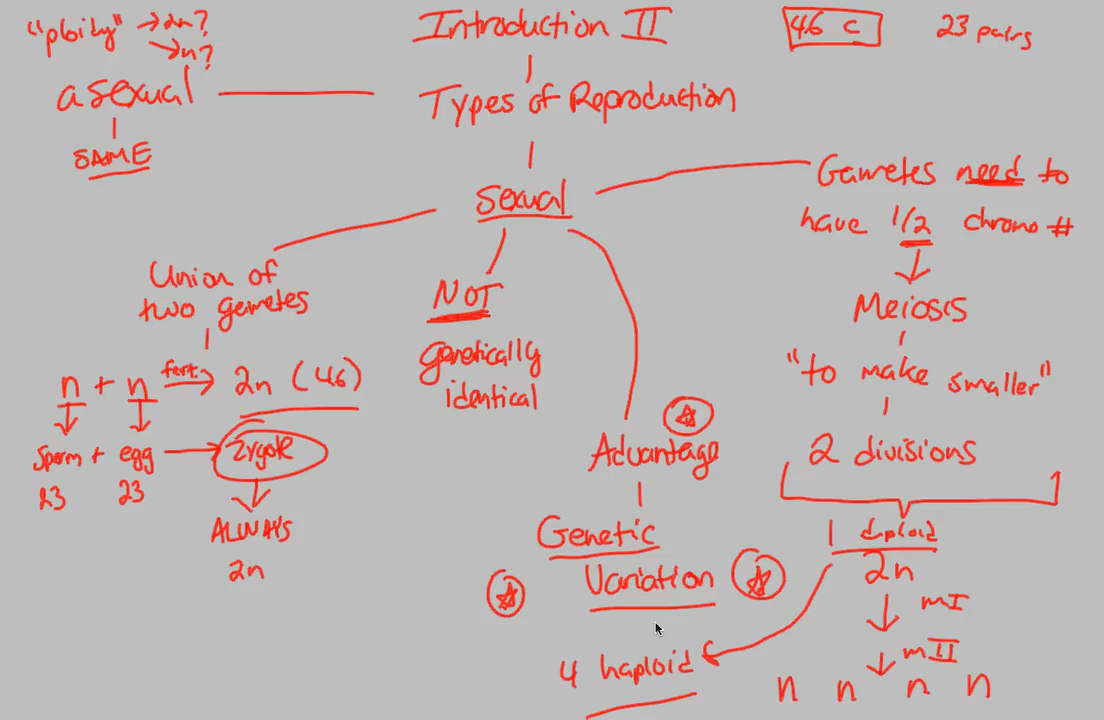 Introduction II
"ploidy" → 2n?
→ n?
46 C
23 pairs
asexual
SAME
Types of Reproduction
Sexual
Union of
two gemetes
n + n fert. → 2n (46)
sperm + egg → zygote
23 23
ALWAYS
2n
NOT
genetically
identical
Advantage
Genetic
Variation
Gametes need to
have 1/2 chromo #
Meiosis
"to make smaller"
2 divisions
1 diploid
2n
mI
mII
n n n n
4 haploid